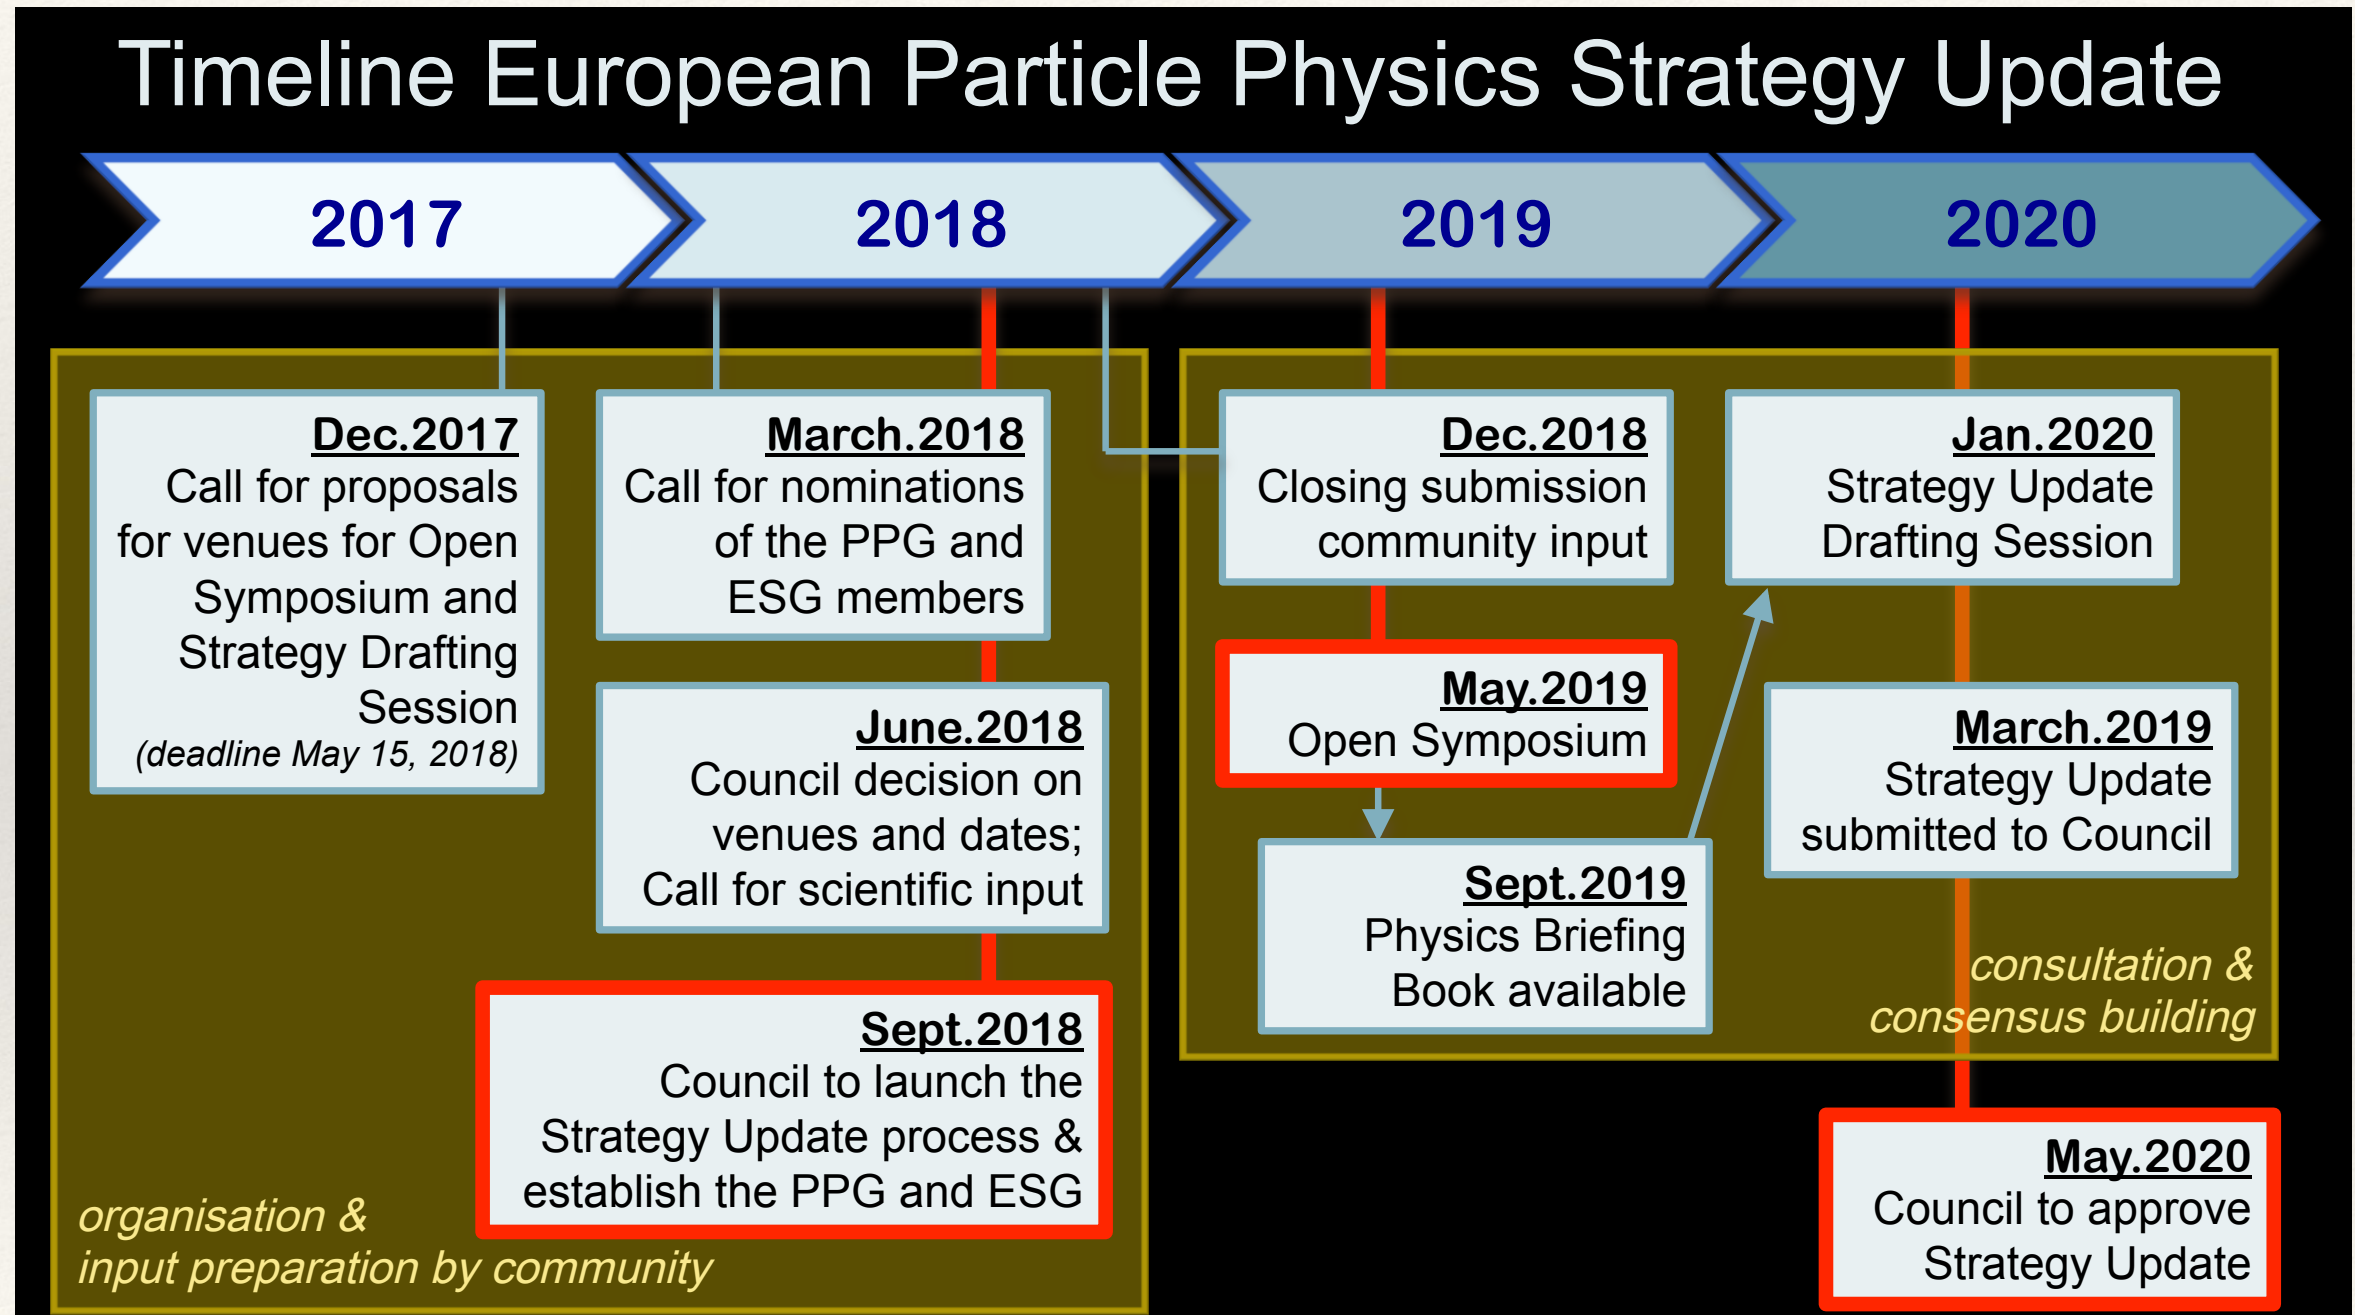 Timeline European Particle Physics Strategy Update
2017
2018
2019
2020
Dec.2017
Call for proposals
for venues for Open
Symposium and
Strategy Drafting
Session
(deadline May 15, 2018)
March.2018
Call for nominations
of the PPG and
ESG members
June.2018
Council decision on
venues and dates;
Call for scientific input
Sept.2018
Council to launch the
Strategy Update process &
establish the PPG and ESG
organisation &
input preparation by community
Dec.2018
Closing submission
community input
May.2019
Open Symposium
Sept.2019
Physics Briefing
Book available
Jan.2020
Strategy Update
Drafting Session
March.2019
Strategy Update
submitted to Council
consultation &
consensus building
May.2020
Council to approve
Strategy Update